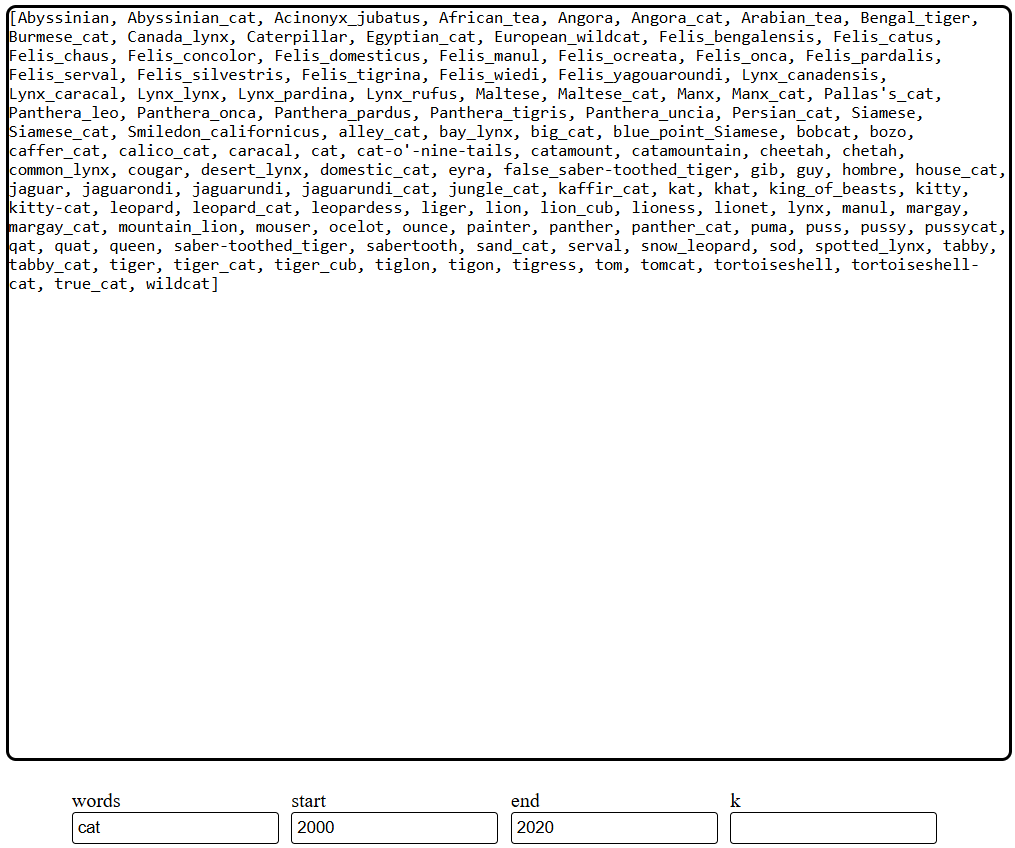 [Abyssinian, Abyssinian_cat, Acinonyx_jubatus, African_tea, Angora, Angora_cat, Arabian_tea, Bengal_tiger,
Burmese_cat, Canada_lynx, Caterpillar, Egyptian_cat, European_wildcat, Felis_bengalensis, Felis_catus,
Felis_chaus, Felis_concolor, Felis_domesticus, Felis_manul, Felis_ocreata, Felis_onca, Felis_pardalis,
Felis_serval, Felis_silvestris, Felis_tigrina, Felis_wiedi, Felis_yagouaroundi, Lynx_canadensis,
Lynx_caracal, Lynx_lynx, Lynx_pardina, Lynx_rufus, Maltese, Maltese_cat, Manx, Manx_cat, Pallas's_cat,
Panthera_leo, Panthera_onca, Panthera_pardus, Panthera_tigris, Panthera_uncia, Persian_cat, Siamese,
Siamese_cat, Smiledon_californicus, alley_cat, bay_lynx, big_cat, blue_point_Siamese, bobcat, bozo,
caffer_cat, calico_cat, caracal, cat, cat-o'-nine-tails, catamount, catamountain, cheetah, chetah,
common_lynx, cougar, desert_lynx, domestic_cat, eyra, false_saber-toothed_tiger, gib, guy, hombre, house_cat,
jaguar, jaguarondi, jaguarundi, jaguarundi_cat, jungle_cat, kaffir_cat, kat, khat, king_of_beasts, kitty,
kitty-cat, leopard, leopard_cat, leopardess, liger, lion, lion_cub, lioness, lionet, lynx, manul, margay,
margay_cat, mountain_lion, mouser, ocelot, ounce, painter, panther, panther_cat, puma, puss, pussy, pussycat,
qat, quat, queen, saber-toothed_tiger, sabertooth, sand_cat, serval, snow_leopard, sod, spotted_lynx, tabby,
tabby_cat, tiger, tiger_cat, tiger_cub, tiglon, tigon, tigress, tom, tomcat, tortoiseshell, tortoiseshell-
cat, true_cat, wildcat]
words start end k
cat 2000 2020